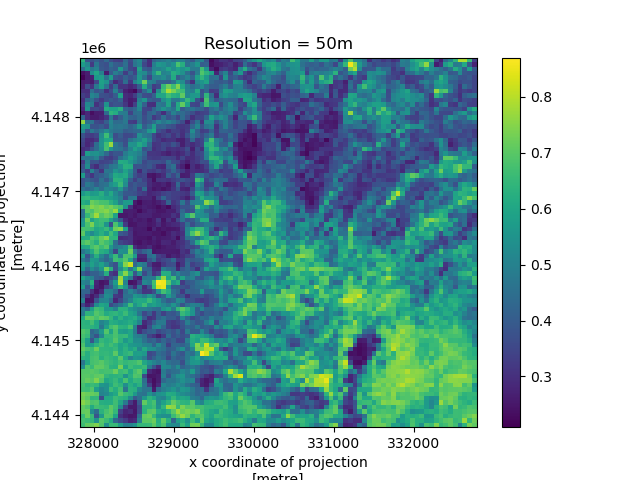 Resolution = 50m
1e6
4.148
4.147
4.146
4.145
4.144
328000 329000 330000 331000 332000
x coordinate of projection
[metre]
y coordinate of projection
[metre]
0.8
0.7
0.6
0.5
0.4
0.3